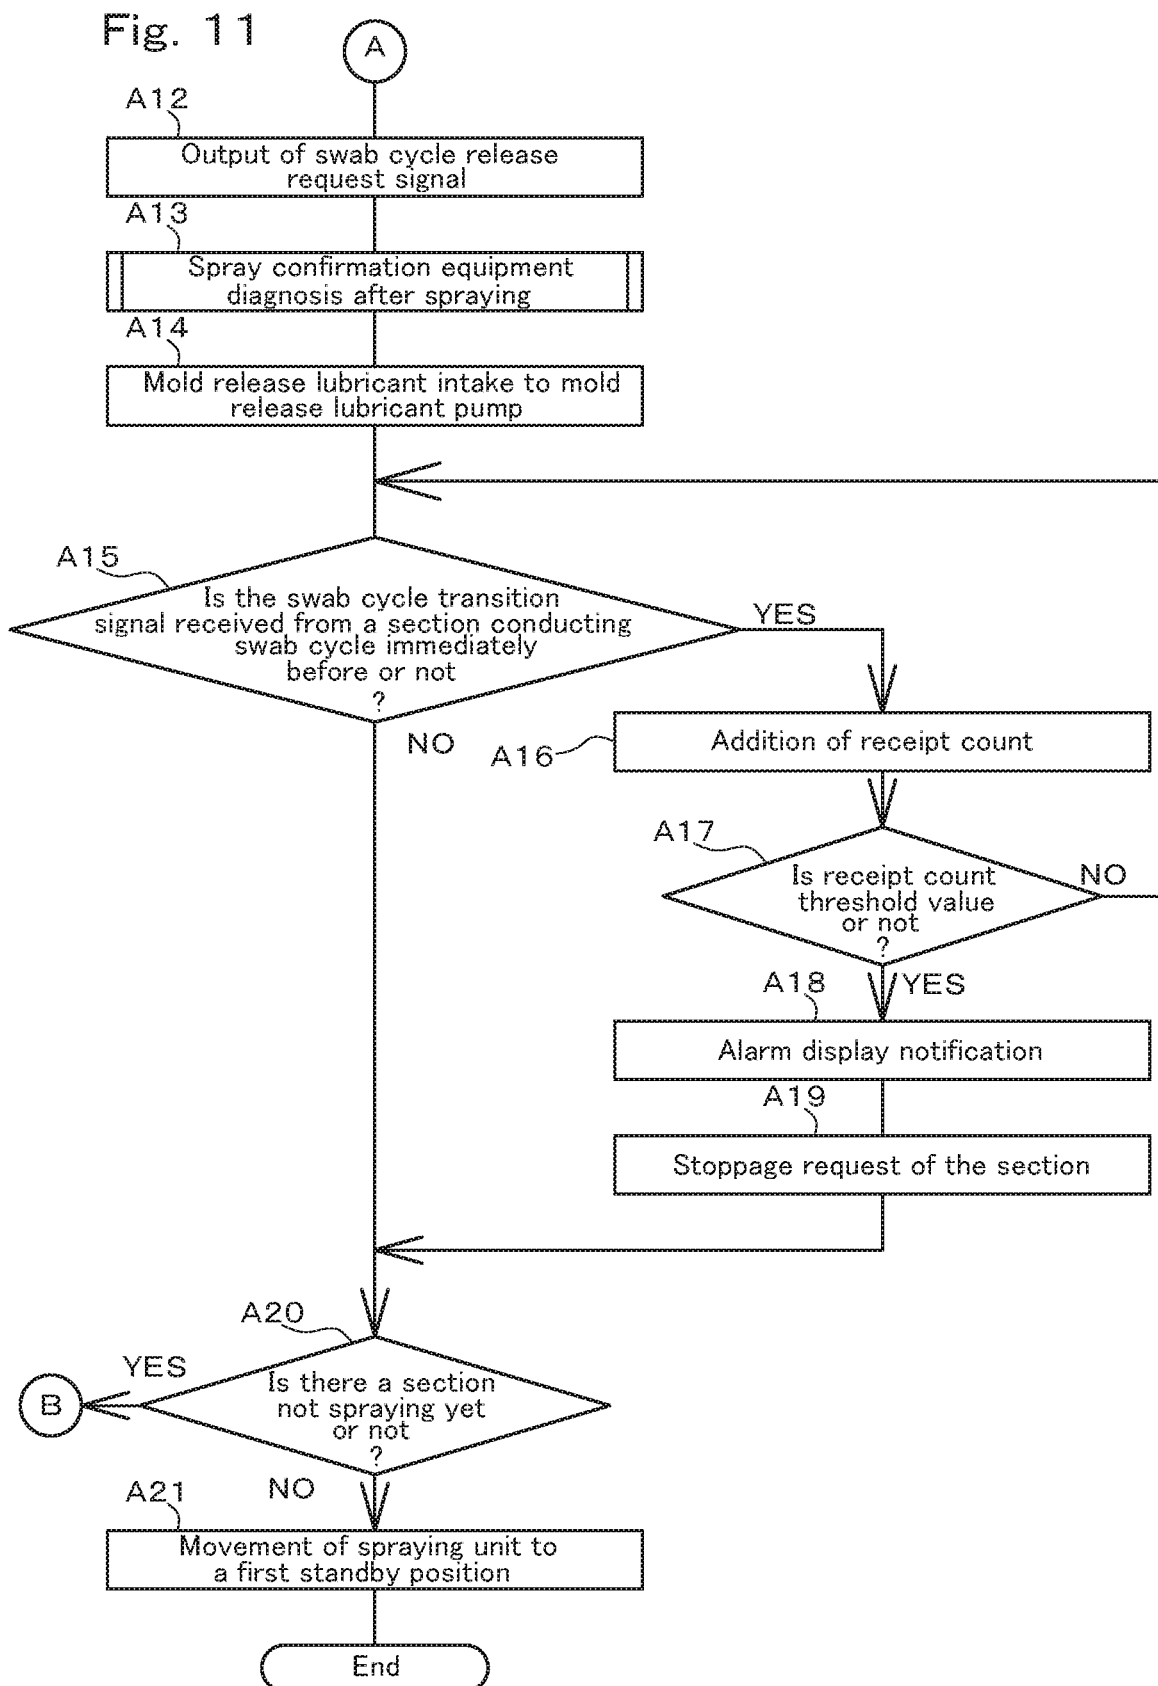 Fig. 11
A
A12
Output of swab cycle release
request signal
A13
Spray confirmation equipment
diagnosis after spraying
A14
Mold release lubricant intake to mold
release lubricant pump
A15
Is the swab cycle transition
signal received from a section conducting
swab cycle immediately
before or not
?
YES
NO
A16
Addition of receipt count
A17
Is receipt count
threshold value
or not
?
NO
YES
A18
Alarm display notification
A19
Stoppage request of the section
A20
YES
B
Is there a section
not spraying yet
or not
?
NO
A21
Movement of spraying unit to
a first standby position
End